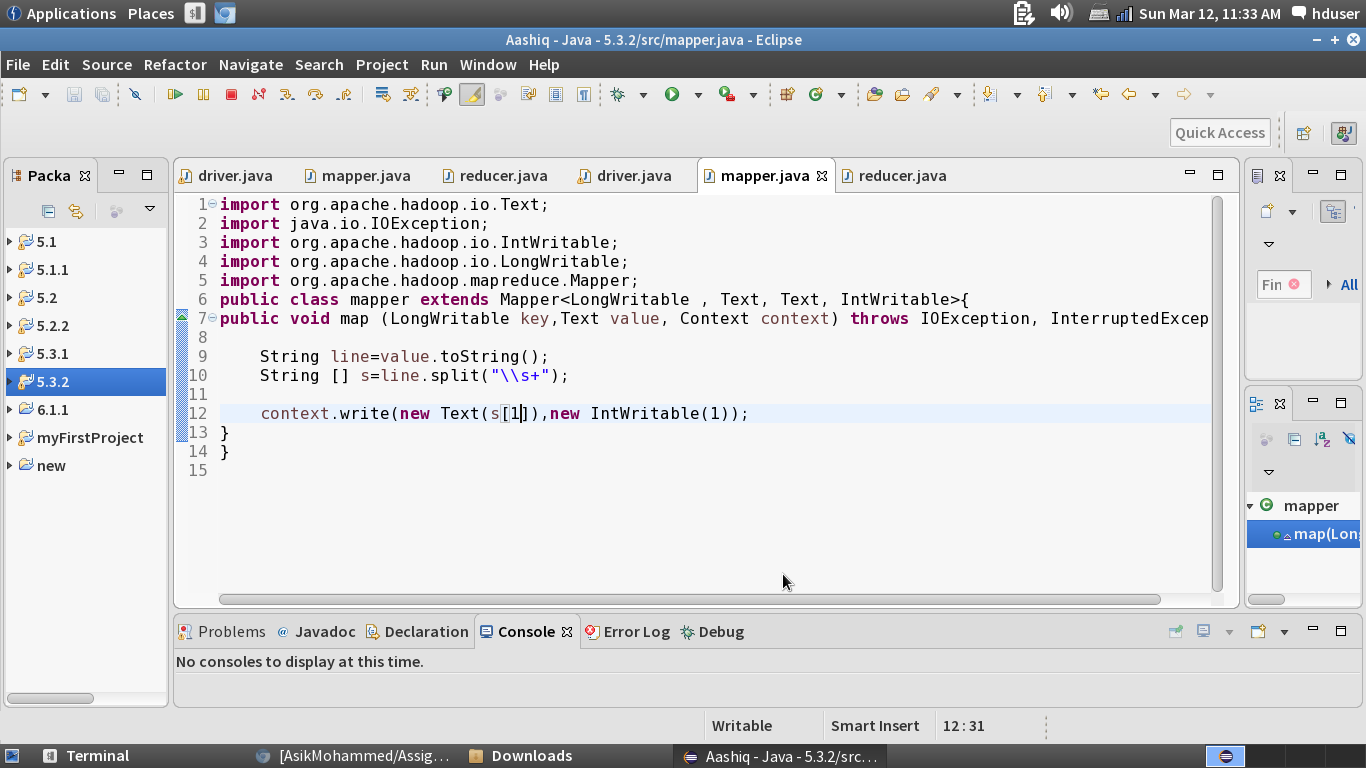 Applications Places Sun Mar 12, 11:33 AM hduser
Aashiq - Java - 5.3.2/src/mapper.java - Eclipse
File Edit Source Refactor Navigate Search Project Run Window Help
Quick Access
Packa
5.1
5.1.1
5.2
5.2.2
5.3.1
5.3.2
6.1.1
myFirstProject
new
driver.java mapper.java reducer.java driver.java mapper.java reducer.java
1 import org.apache.hadoop.io.Text;
2 import java.io.IOException;
3 import org.apache.hadoop.io.IntWritable;
4 import org.apache.hadoop.io.LongWritable;
5 import org.apache.hadoop.mapreduce.Mapper;
6 public class mapper extends Mapper<LongWritable , Text, Text, IntWritable>{
7 public void map (LongWritable key,Text value, Context context) throws IOException, InterruptedExcep
8
9 String line=value.toString();
10 String [] s=line.split("\\s+");
11
12 context.write(new Text(s[1]),new IntWritable(1));
13 }
14 }
15
Fin All
mapper
map(Lon
Problems Javadoc Declaration Console Error Log Debug
No consoles to display at this time.
Writable Smart Insert 12 : 31
Terminal [AsikMohammed/Assig... Downloads Aashiq - Java - 5.3.2/src...